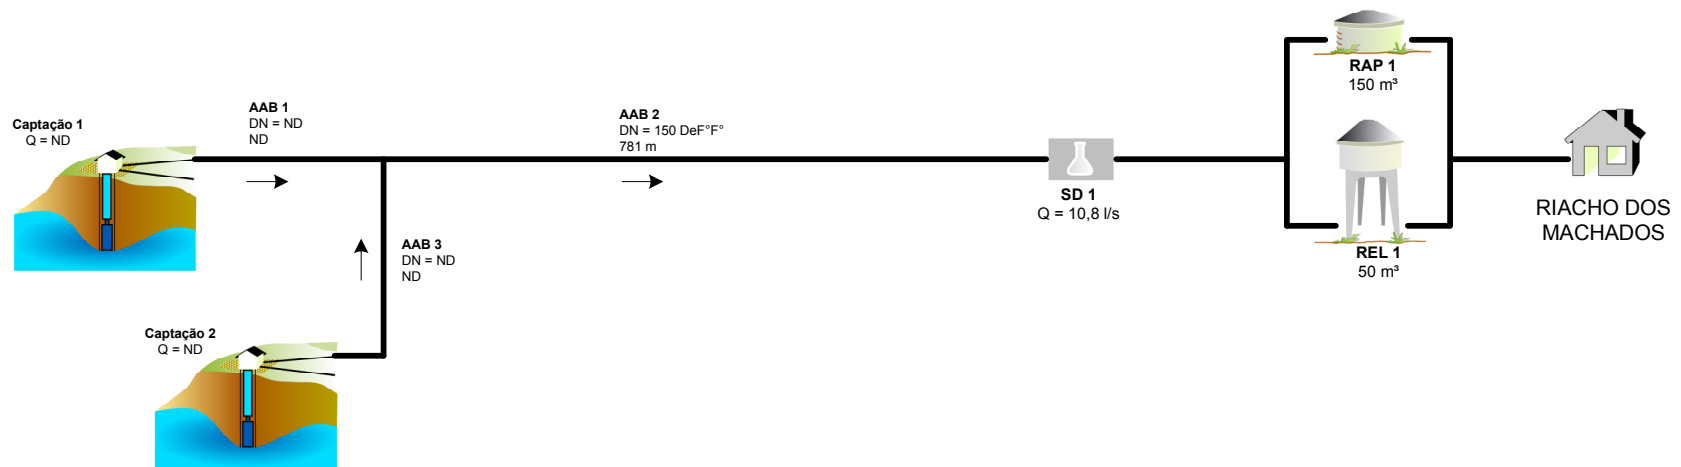 Captação 1
Q = ND
AAB 1
DN = ND
ND
AAB 2
DN = 150 DeF°F°
781 m
AAB 3
DN = ND
ND
Captação 2
Q = ND
SD 1
Q = 10,8 l/s
RAP 1
150 m³
REL 1
50 m³
RIACHO DOS
MACHADOS